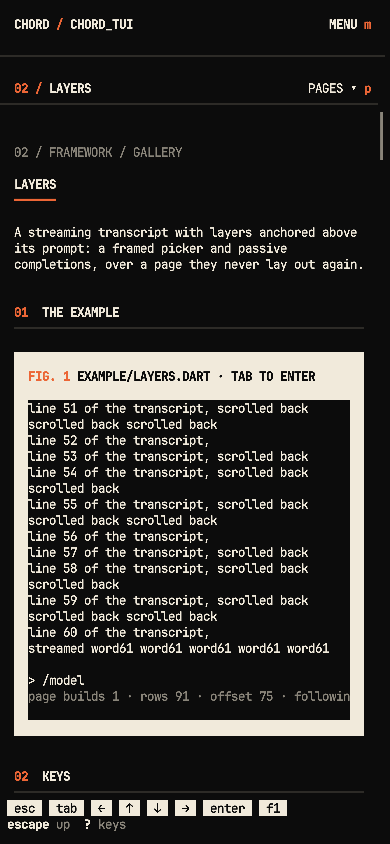 CHORD / CHORD_TUI MENU m
02 / LAYERS PAGES ▾ p
02 / FRAMEWORK / GALLERY
LAYERS
A streaming transcript with layers anchored above
its prompt: a framed picker and passive
completions, over a page they never lay out again.
01 THE EXAMPLE
FIG. 1 EXAMPLE/LAYERS.DART · TAB TO ENTER
line 51 of the transcript, scrolled back
scrolled back scrolled back
line 52 of the transcript,
line 53 of the transcript, scrolled back
line 54 of the transcript, scrolled back
scrolled back
line 55 of the transcript, scrolled back
scrolled back scrolled back
line 56 of the transcript,
line 57 of the transcript, scrolled back
line 58 of the transcript, scrolled back
scrolled back
line 59 of the transcript, scrolled back
scrolled back scrolled back
line 60 of the transcript,
streamed word61 word61 word61 word61 word61
> /model
page builds 1 · rows 91 · offset 75 · followin
02 KEYS
esc tab ← ↑ ↓ → enter f1
escape up ? keys